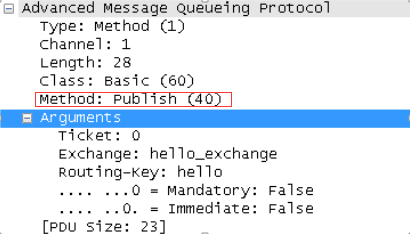 Advanced Message Queueing Protocol
Type: Method (1)
Channel: 1
Length: 28
Class: Basic (60)
Method: Publish (40)
Arguments
Ticket: 0
Exchange: hello_exchange
Routing-Key: hello
.... ...0 = Mandatory: False
.... ..0. = Immediate: False
[PDU Size: 23]